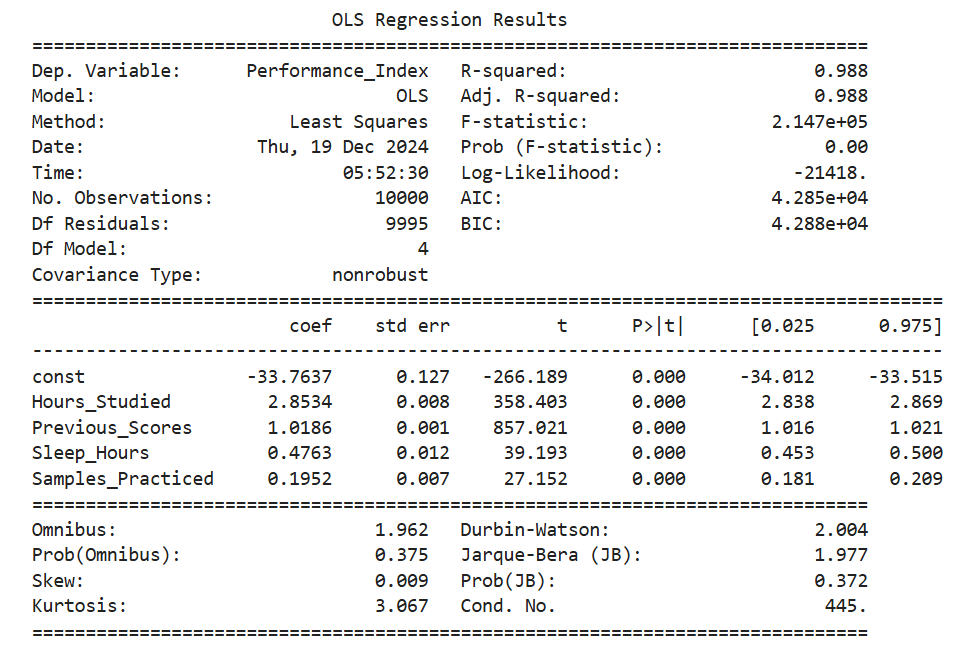 OLS Regression Results
==============================================================================
Dep. Variable:      Performance_Index   R-squared:                       0.988
Model:                            OLS   Adj. R-squared:                  0.988
Method:                 Least Squares   F-statistic:                 2.147e+05
Date:                Thu, 19 Dec 2024   Prob (F-statistic):               0.00
Time:                        05:52:30   Log-Likelihood:                -21418.
No. Observations:               10000   AIC:                         4.285e+04
Df Residuals:                    9995   BIC:                         4.288e+04
Df Model:                           4
Covariance Type:            nonrobust
=====================================================================================
                        coef    std err          t      P>|t|      [0.025      0.975]
-------------------------------------------------------------------------------------
const               -33.7637      0.127   -266.189      0.000     -34.012     -33.515
Hours_Studied         2.8534      0.008    358.403      0.000       2.838       2.869
Previous_Scores       1.0186      0.001    857.021      0.000       1.016       1.021
Sleep_Hours           0.4763      0.012     39.193      0.000       0.453       0.500
Samples_Practiced     0.1952      0.007     27.152      0.000       0.181       0.209
==============================================================================
Omnibus:                        1.962   Durbin-Watson:                   2.004
Prob(Omnibus):                  0.375   Jarque-Bera (JB):                1.977
Skew:                           0.009   Prob(JB):                        0.372
Kurtosis:                       3.067   Cond. No.                         445.
==============================================================================